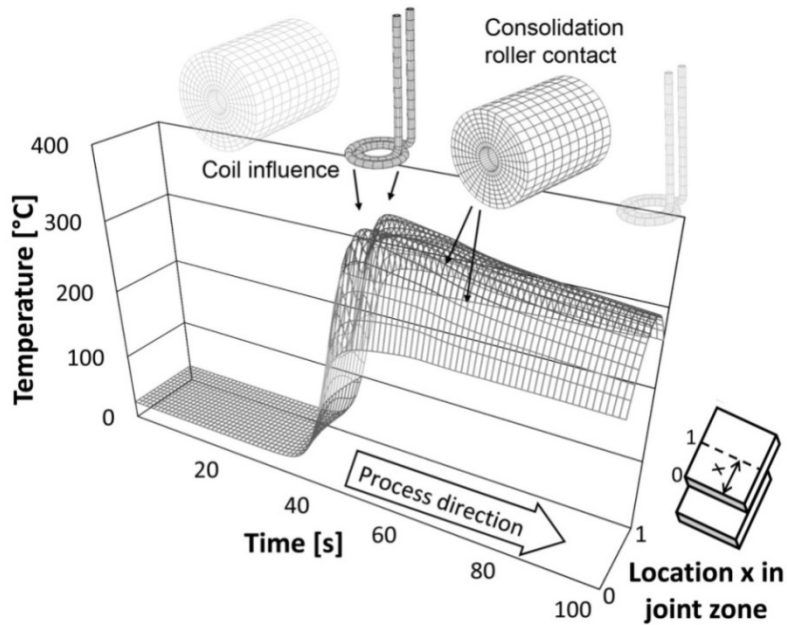 Consolidation
roller contact
Coil influence
400
300
200
100
0
Temperature [°C]
20
40
60
80
100
Time [s]
Process direction
0
1
Location x in
joint zone
1
0
x